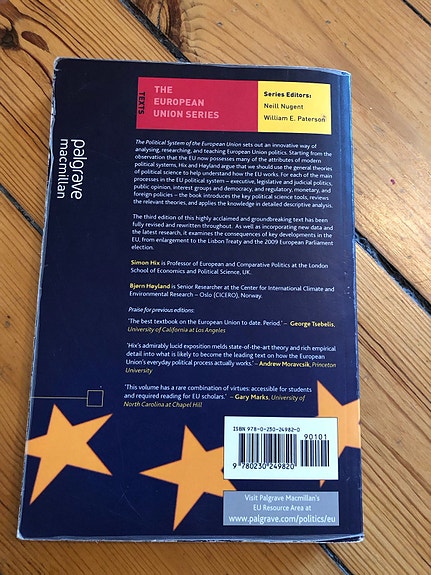 TEXTS
THE
EUROPEAN
UNION SERIES
Series Editors:
Neill Nugent
William E. Paterson
palgrave
macmillan
The Political System of the European Union sets out an innovative way of
analysing, researching, and teaching European Union politics. Starting from the
observation that the EU now possesses many of the attributes of modern
political systems, Hix and Høyland argue that we should use the general theories
of political science to help understand how the EU works. For each of the main
processes in the EU political system – executive, legislative and judicial politics,
public opinion, interest groups and democracy, and regulatory, monetary, and
foreign policies – the book introduces the key political science tools, reviews
the relevant theories, and applies the knowledge in detailed descriptive analysis.
The third edition of this highly acclaimed and groundbreaking text has been
fully revised and rewritten throughout. As well as incorporating new data and
the latest research, it examines the consequences of key developments in the
EU, from enlargement to the Lisbon Treaty and the 2009 European Parliament
election.
Simon Hix is Professor of European and Comparative Politics at the London
School of Economics and Political Science, UK.
Bjørn Høyland is Senior Researcher at the Center for International Climate and
Environmental Research – Oslo (CICERO), Norway.
Praise for previous editions:
'The best textbook on the European Union to date. Period.' – George Tsebelis,
University of California at Los Angeles
'Hix's admirably lucid exposition melds state-of-the-art theory and rich empirical
detail into what is likely to become the leading text on how the European
Union's everyday political process actually works.' – Andrew Moravcsik, Princeton
University
'This volume has a rare combination of virtues: accessible for students
and required reading for EU scholars.' – Gary Marks, University of
North Carolina at Chapel Hill
ISBN 978-0-230-24982-0
90101
9 780230 249820
Visit Palgrave Macmillan's
EU Resource Area at
www.palgrave.com/politics/eu